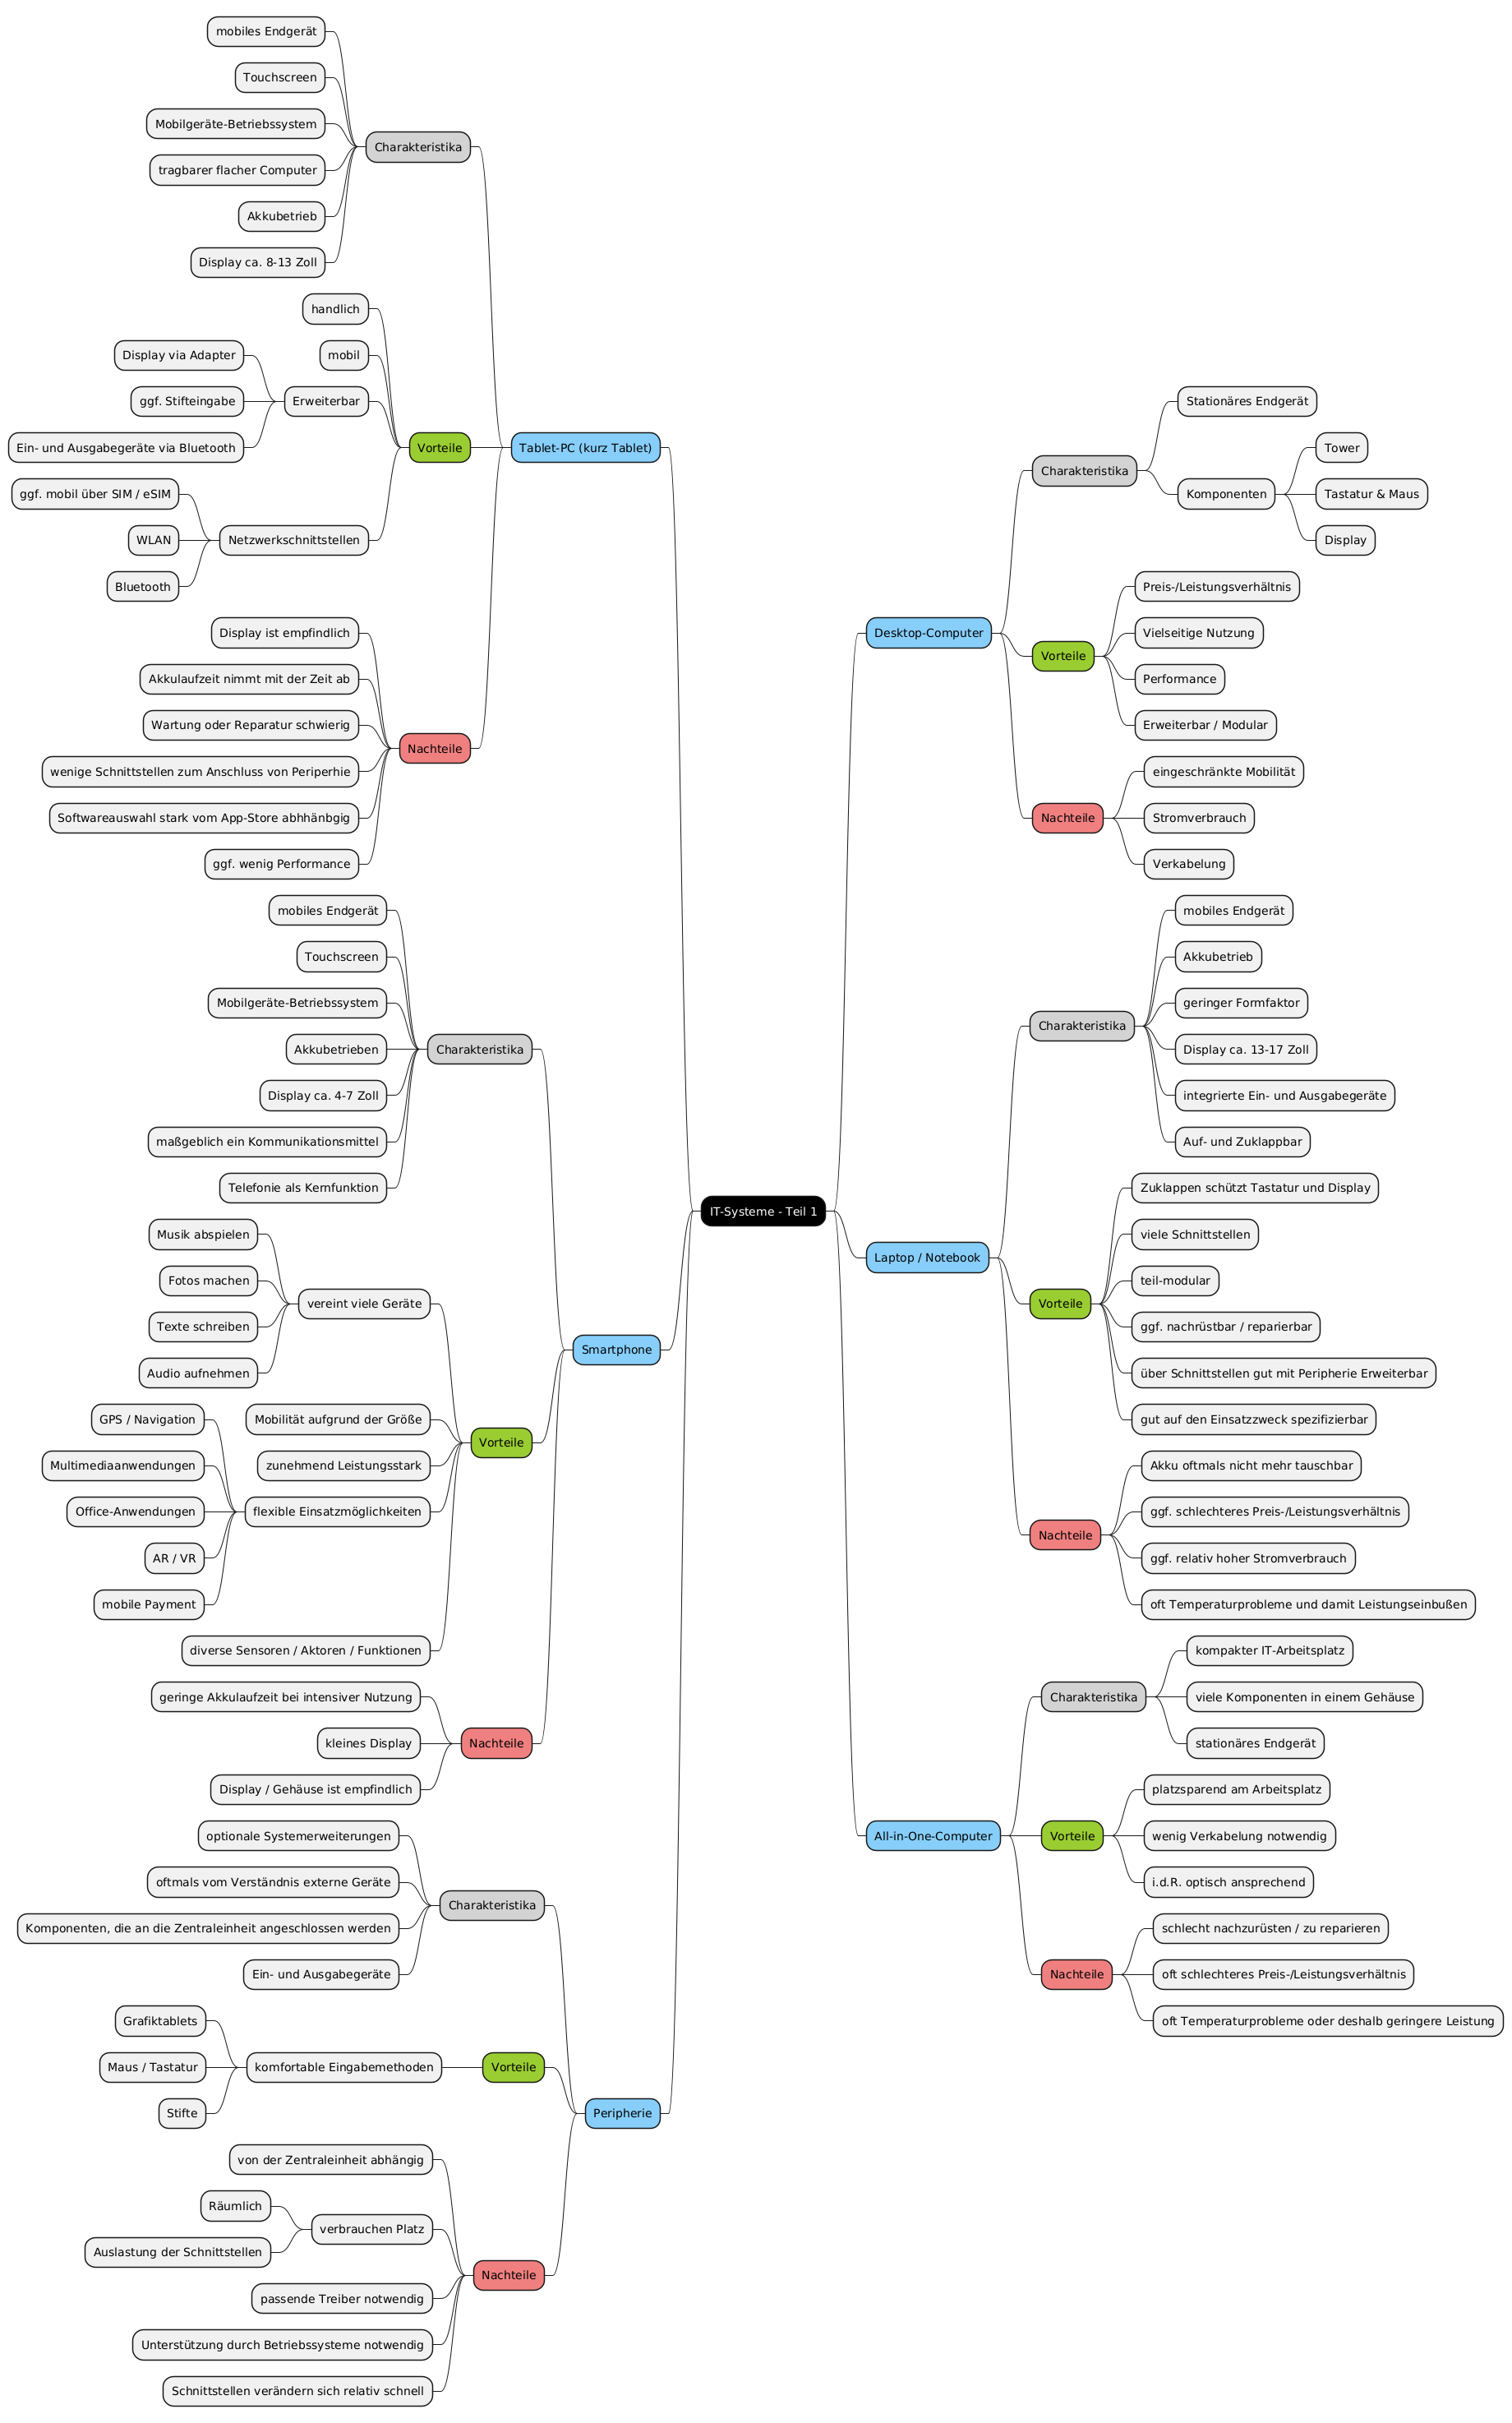 IT-Systeme - Teil 1
Desktop-Computer
Charakteristika
Stationäres Endgerät
Komponenten
Tower
Tastatur & Maus
Display
Vorteile
Preis-/Leistungsverhältnis
Vielseitige Nutzung
Performance
Erweiterbar / Modular
Nachteile
eingeschränkte Mobilität
Stromverbrauch
Verkabelung
Laptop / Notebook
Charakteristika
mobiles Endgerät
Akkubetrieb
geringer Formfaktor
Display ca. 13-17 Zoll
integrierte Ein- und Ausgabegeräte
Auf- und Zuklappbar
Vorteile
Zuklappen schützt Tastatur und Display
viele Schnittstellen
teil-modular
ggf. nachrüstbar / reparierbar
über Schnittstellen gut mit Peripherie Erweiterbar
gut auf den Einsatzzweck spezifizierbar
Nachteile
Akku oftmals nicht mehr tauschbar
ggf. schlechteres Preis-/Leistungsverhältnis
ggf. relativ hoher Stromverbrauch
oft Temperaturprobleme und damit Leistungseinbußen
All-in-One-Computer
Charakteristika
kompakter IT-Arbeitsplatz
viele Komponenten in einem Gehäuse
stationäres Endgerät
Vorteile
platzsparend am Arbeitsplatz
wenig Verkabelung notwendig
i.d.R. optisch ansprechend
Nachteile
schlecht nachzurüsten / zu reparieren
oft schlechteres Preis-/Leistungsverhältnis
oft Temperaturprobleme oder deshalb geringere Leistung
Tablet-PC (kurz Tablet)
Charakteristika
mobiles Endgerät
Touchscreen
Mobilgeräte-Betriebssystem
tragbarer flacher Computer
Akkubetrieb
Display ca. 8-13 Zoll
Vorteile
handlich
mobil
Erweiterbar
Display via Adapter
ggf. Stifteingabe
Ein- und Ausgabegeräte via Bluetooth
Netzwerkschnittstellen
ggf. mobil über SIM / eSIM
WLAN
Bluetooth
Nachteile
Display ist empfindlich
Akkulaufzeit nimmt mit der Zeit ab
Wartung oder Reparatur schwierig
wenige Schnittstellen zum Anschluss von Periperhie
Softwareauswahl stark vom App-Store abhhänbgig
ggf. wenig Performance
Smartphone
Charakteristika
mobiles Endgerät
Touchscreen
Mobilgeräte-Betriebssystem
Akkubetrieben
Display ca. 4-7 Zoll
maßgeblich ein Kommunikationsmittel
Telefonie als Kernfunktion
Vorteile
vereint viele Geräte
Musik abspielen
Fotos machen
Texte schreiben
Audio aufnehmen
Mobilität aufgrund der Größe
zunehmend Leistungsstark
flexible Einsatzmöglichkeiten
GPS / Navigation
Multimediaanwendungen
Office-Anwendungen
AR / VR
mobile Payment
diverse Sensoren / Aktoren / Funktionen
Nachteile
geringe Akkulaufzeit bei intensiver Nutzung
kleines Display
Display / Gehäuse ist empfindlich
Peripherie
Charakteristika
optionale Systemerweiterungen
oftmals vom Verständnis externe Geräte
Komponenten, die an die Zentraleinheit angeschlossen werden
Ein- und Ausgabegeräte
Vorteile
komfortable Eingabemethoden
Grafiktablets
Maus / Tastatur
Stifte
Nachteile
von der Zentraleinheit abhängig
verbrauchen Platz
Räumlich
Auslastung der Schnittstellen
passende Treiber notwendig
Unterstützung durch Betriebssysteme notwendig
Schnittstellen verändern sich relativ schnell